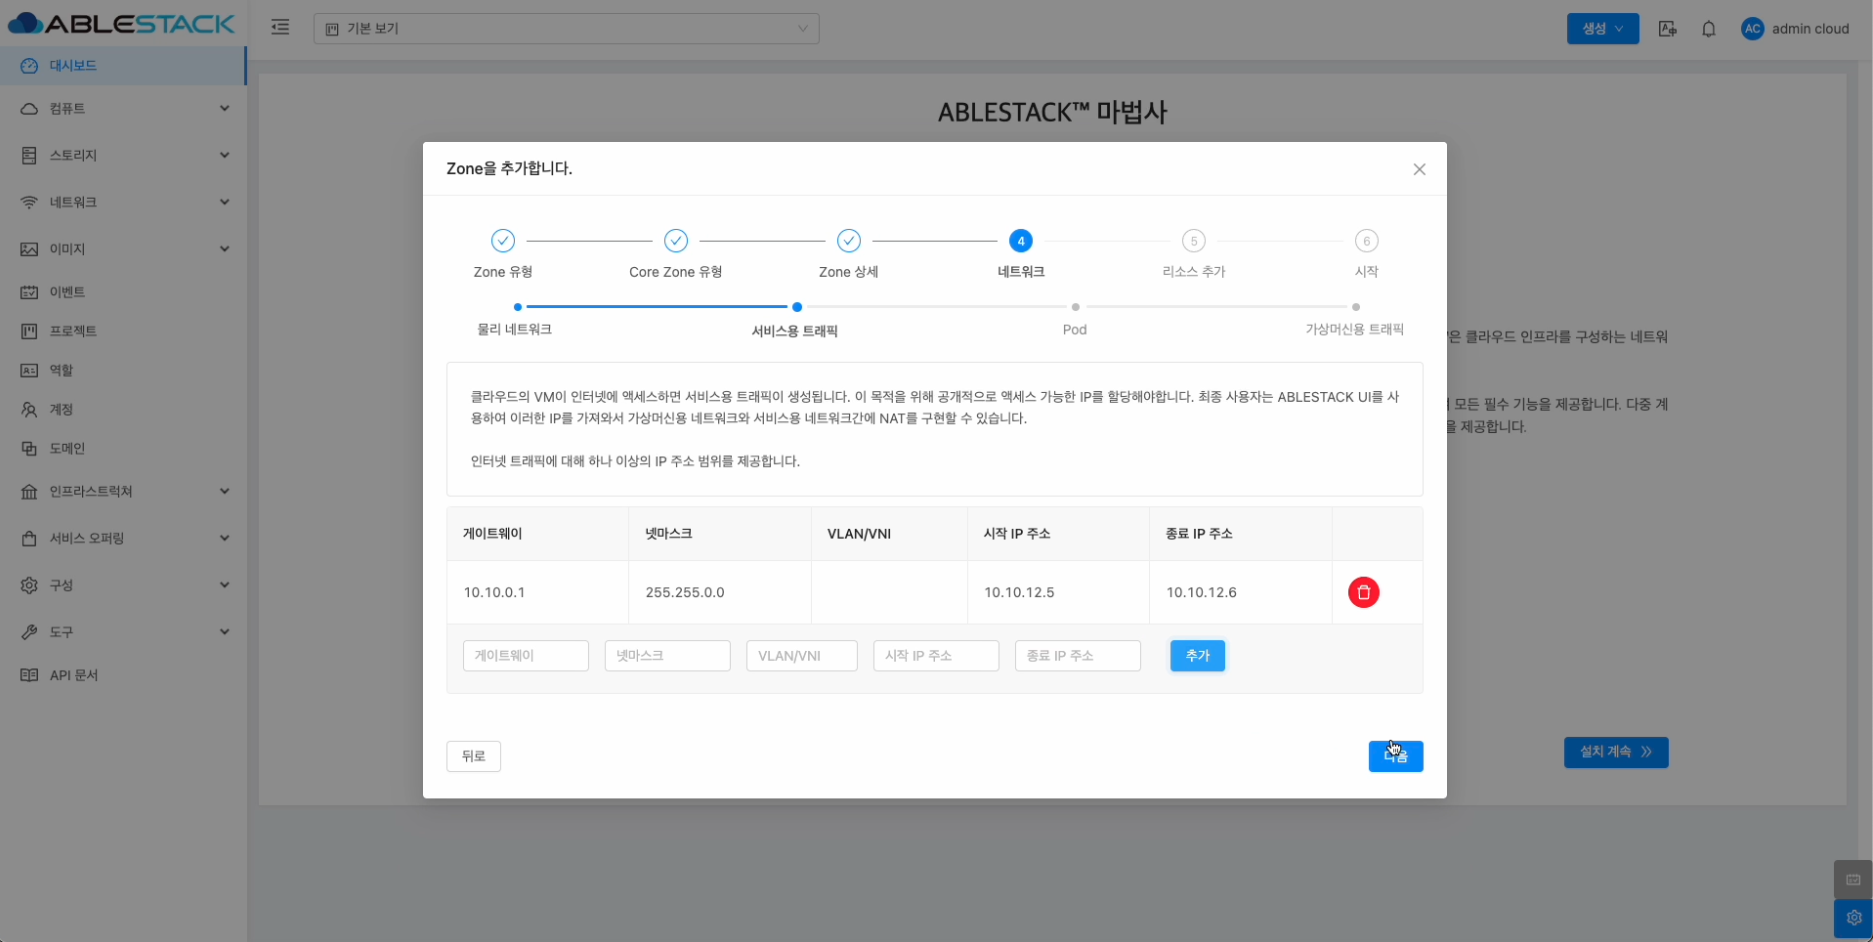 ABLESTACK
기본 보기
생성
AC
admin cloud
대시보드
컴퓨트
스토리지
네트워크
이미지
이벤트
프로젝트
역할
계정
도메인
인프라스트럭쳐
서비스 오퍼링
구성
도구
API 문서
ABLESTACK™ 마법사
Zone을 추가합니다.
4
5
6
Zone 유형
Core Zone 유형
Zone 상세
네트워크
리소스 추가
시작
물리 네트워크
서비스용 트래픽
Pod
가상머신용 트래픽
은 클라우드 인프라를 구성하는 네트워
모든 필수 기능을 제공합니다. 다중 계
을 제공합니다.
클라우드의 VM이 인터넷에 액세스하면 서비스용 트래픽이 생성됩니다. 이 목적을 위해 공개적으로 액세스 가능한 IP를 할당해야합니다. 최종 사용자는 ABLESTACK UI를 사
용하여 이러한 IP를 가져와서 가상머신용 네트워크와 서비스용 네트워크간에 NAT를 구현할 수 있습니다.
인터넷 트래픽에 대해 하나 이상의 IP 주소 범위를 제공합니다.
게이트웨이
넷마스크
VLAN/VNI
시작 IP 주소
종료 IP 주소
10.10.0.1
255.255.0.0
10.10.12.5
10.10.12.6
게이트웨이
넷마스크
VLAN/VNI
시작 IP 주소
종료 IP 주소
추가
뒤로
다음
설치 계속